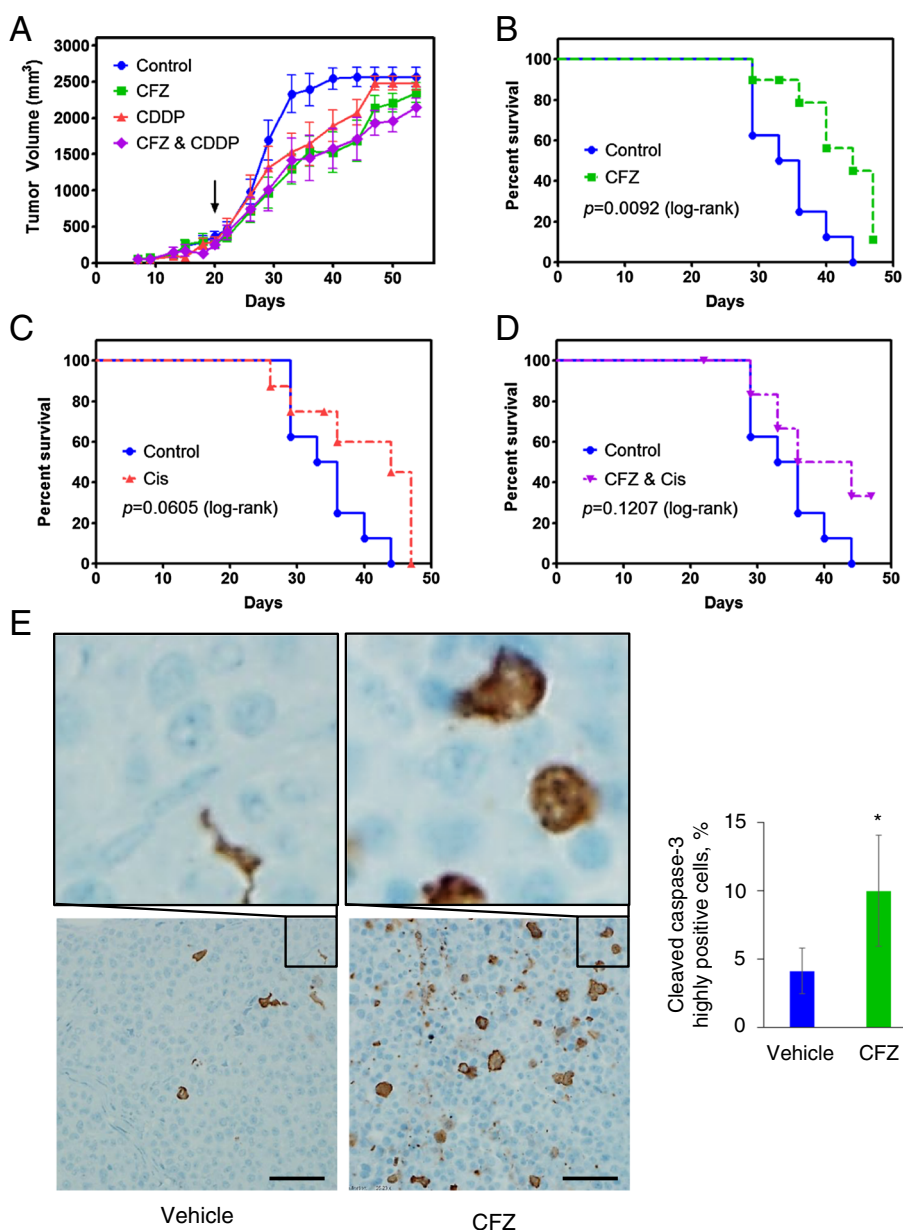 A
Tumor Volume (mm3)
3000
2500
2000
1500
1000
500
0
Control
CFZ
CDDP
CFZ & CDDP
0 10 20 30 40 50
Days
B
Percent survival
100
80
60
40
20
0
Control
CFZ
p=0.0092 (log-rank)
0 10 20 30 40 50
Days
C
Percent survival
100
80
60
40
20
0
Control
Cis
p=0.0605 (log-rank)
0 10 20 30 40 50
Days
D
Percent survival
100
80
60
40
20
0
Control
CFZ & Cis
p=0.1207 (log-rank)
0 10 20 30 40 50
Days
E
Vehicle
CFZ
Cleaved caspase-3
highly positive cells, %
15
10
5
0
*
Vehicle CFZ